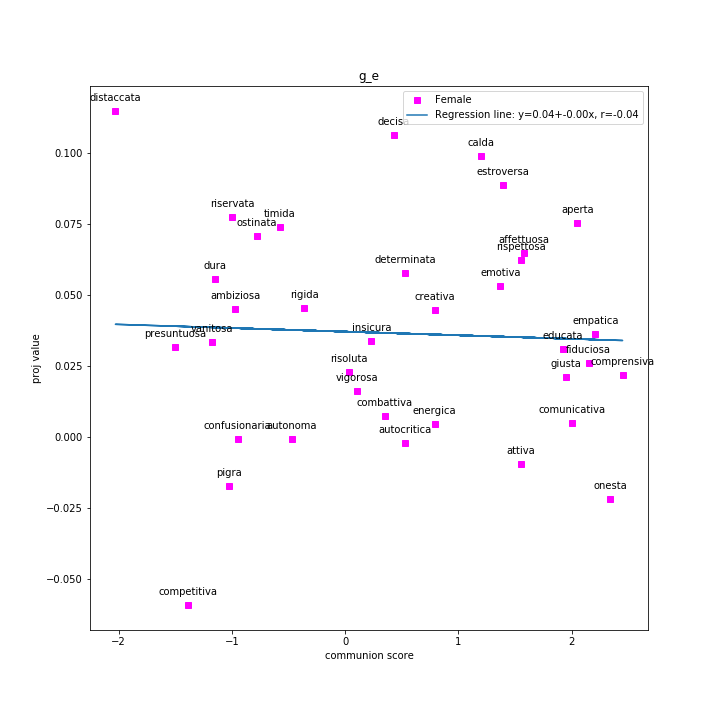 g_e
Female
Regression line: y=0.04+-0.00x, r=-0.04
distaccata
decisa
calda
estroversa
riservata
timida
ostinata
aperta
affettuosa
rispettosa
determinata
dura
emotiva
ambiziosa
rigida
creativa
presuntuosa
vanitosa
insicura
empatica
educata
fiduciosa
risoluta
giusta
comprensiva
vigorosa
combattiva
energica
comunicativa
confusionaria
autonoma
autocritica
attiva
pigra
onesta
competitiva
0.100
0.075
0.050
0.025
0.000
−0.025
−0.050
proj value
−2
−1
0
1
2
communion score